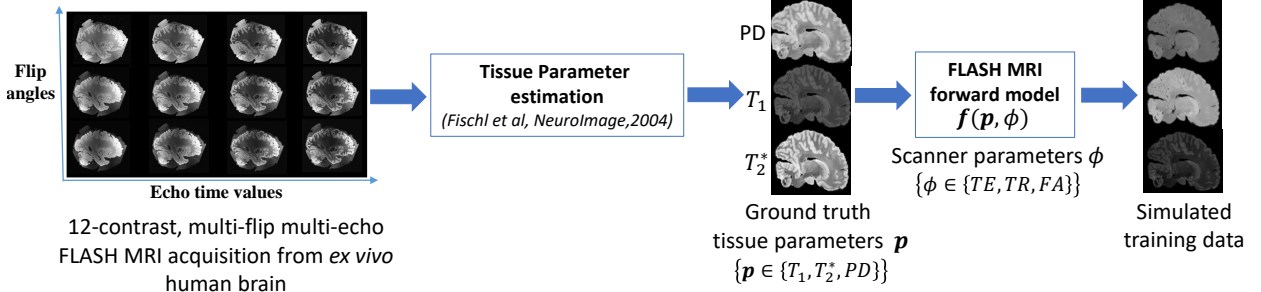 Flip
angles
Echo time values
12-contrast, multi-flip multi-echo
FLASH MRI acquisition from ex vivo
human brain
Tissue Parameter
estimation
(Fischl et al, NeuroImage,2004)
PD
T₁
T₂*
Ground truth
tissue parameters p
{p ∈ {T₁, T₂*, PD}}
FLASH MRI
forward model
f(p, ϕ)
Scanner parameters ϕ
{ϕ ∈ {TE, TR, FA}}
Simulated
training data